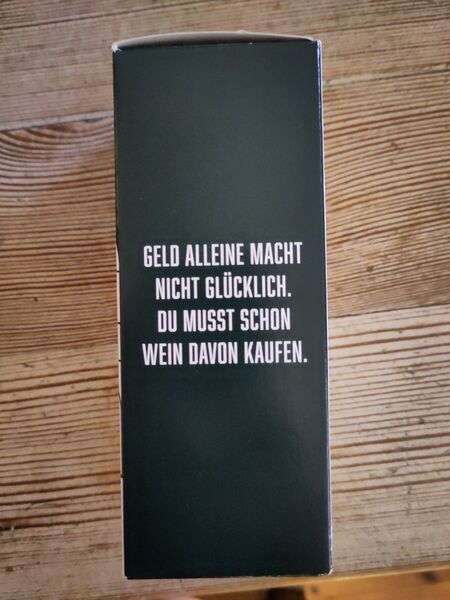 GELD ALLEINE MACHT
NICHT GLÜCKLICH.
DU MUSST SCHON
WEIN DAVON KAUFEN.